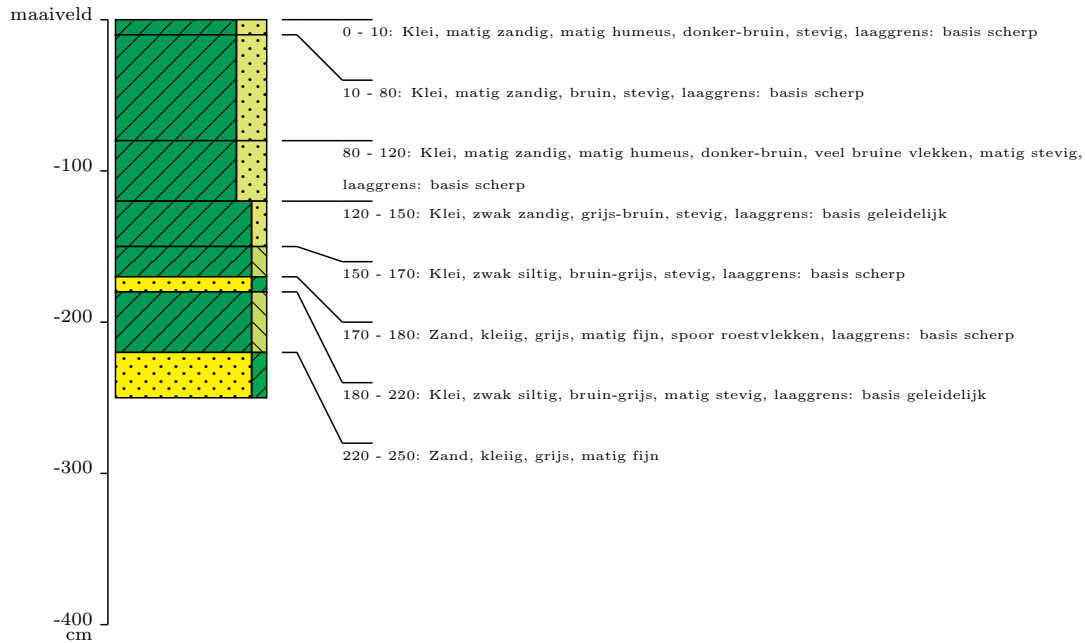 maaiveld
0 - 10: Klei, matig zandig, matig humeus, donker-bruin, stevig, laaggrens: basis scherp
10 - 80: Klei, matig zandig, bruin, stevig, laaggrens: basis scherp
80 - 120: Klei, matig zandig, matig humeus, donker-bruin, veel bruine vlekken, matig stevig,
laaggrens: basis scherp
-100
120 - 150: Klei, zwak zandig, grijs-bruin, stevig, laaggrens: basis geleidelijk
150 - 170: Klei, zwak siltig, bruin-grijs, stevig, laaggrens: basis scherp
-200
170 - 180: Zand, kleiig, grijs, matig fijn, spoor roestvlekken, laaggrens: basis scherp
180 - 220: Klei, zwak siltig, bruin-grijs, matig stevig, laaggrens: basis geleidelijk
220 - 250: Zand, kleiig, grijs, matig fijn
-300
-400
cm